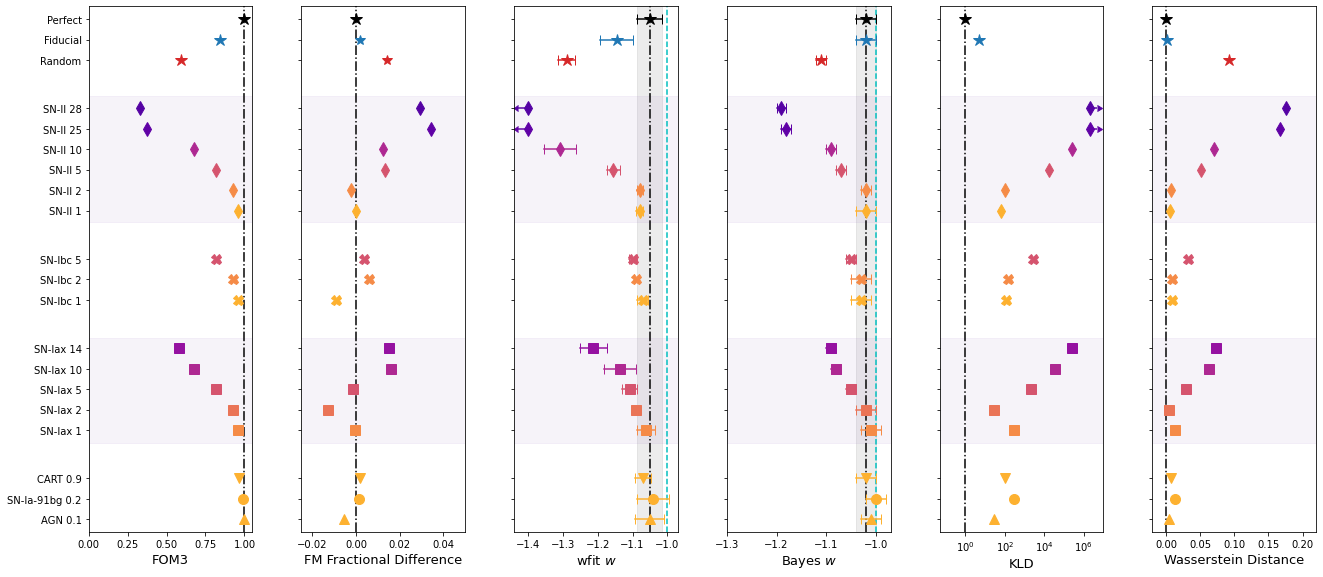 Perfect
Fiducial
Random
SN-II 28
SN-II 25
SN-II 10
SN-II 5
SN-II 2
SN-II 1
SN-Ibc 5
SN-Ibc 2
SN-Ibc 1
SN-Iax 14
SN-Iax 10
SN-Iax 5
SN-Iax 2
SN-Iax 1
CART 0.9
SN-Ia-91bg 0.2
AGN 0.1
0.00 0.25 0.50 0.75 1.00
FOM3
−0.02 0.00 0.02 0.04
FM Fractional Difference
−1.4 −1.3 −1.2 −1.1 −1.0
wfit w
−1.3 −1.2 −1.1 −1.0
Bayes w
10⁰ 10² 10⁴ 10⁶
KLD
0.00 0.05 0.10 0.15 0.20
Wasserstein Distance